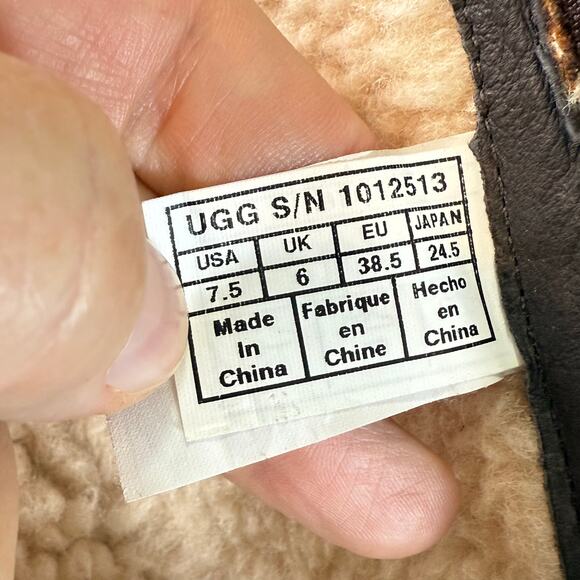 UGG S/N 1012513
USA UK EU JAPAN
7.5 6 38.5 24.5
Made Fabrique Hecho
In en en
China Chine China